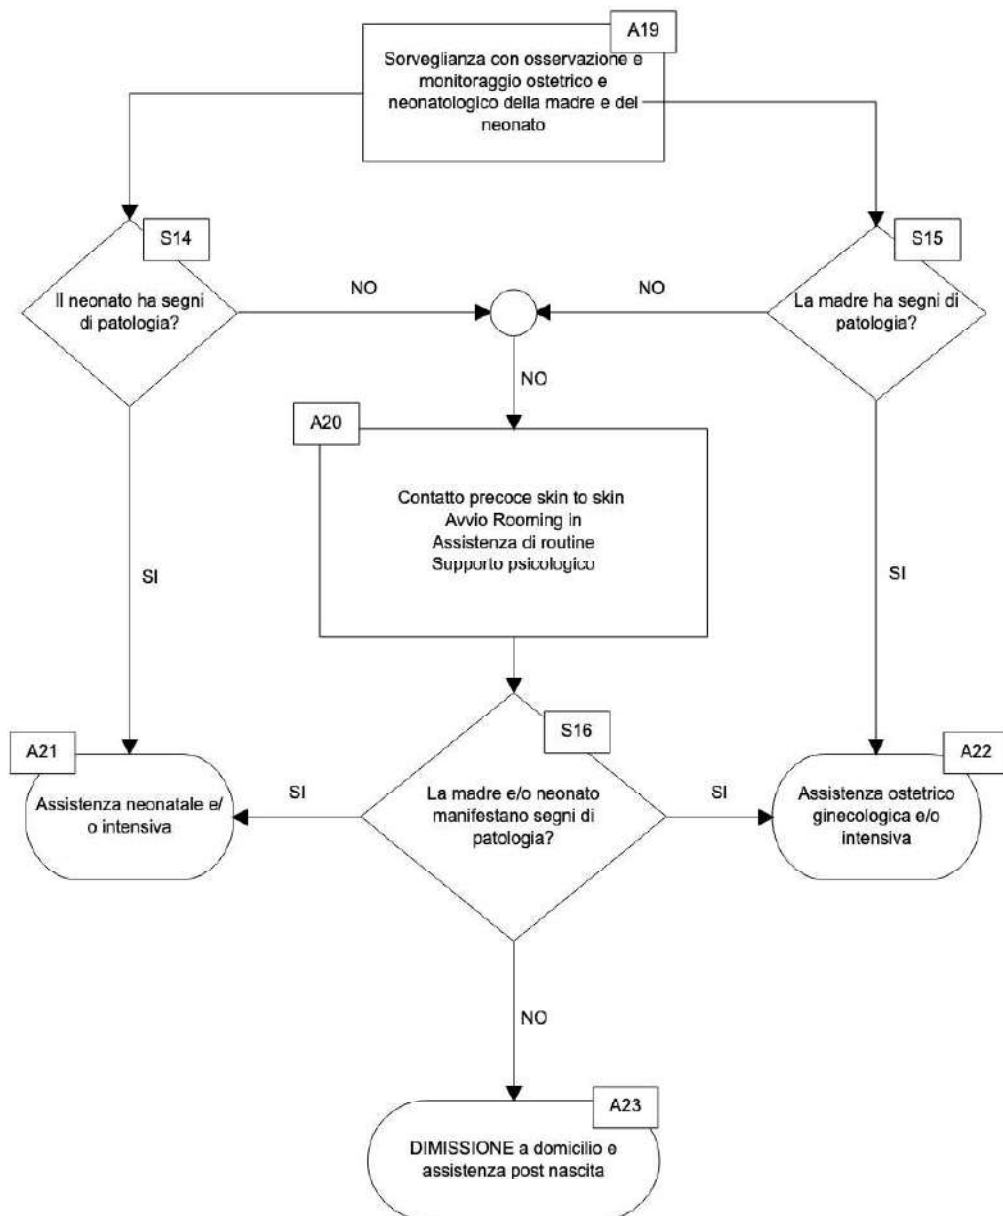 A19
Sorveglianza con osservazione e
monitoraggio ostetrico e
neonatologico della madre e del
neonato
S14
Il neonato ha segni
di patologia?
S15
La madre ha segni di
patologia?
NO
NO
NO
A20
Contatto precoce skin to skin
Avvio Rooming in
Assistenza di routine
Supporto psicologico
SI
SI
S16
La madre e/o neonato
manifestano segni di
patologia?
SI
SI
A21
Assistenza neonatale e/
o intensiva
A22
Assistenza ostetrico
ginecologica e/o
intensiva
NO
A23
DIMISSIONE a domicilio e
assistenza post nascita